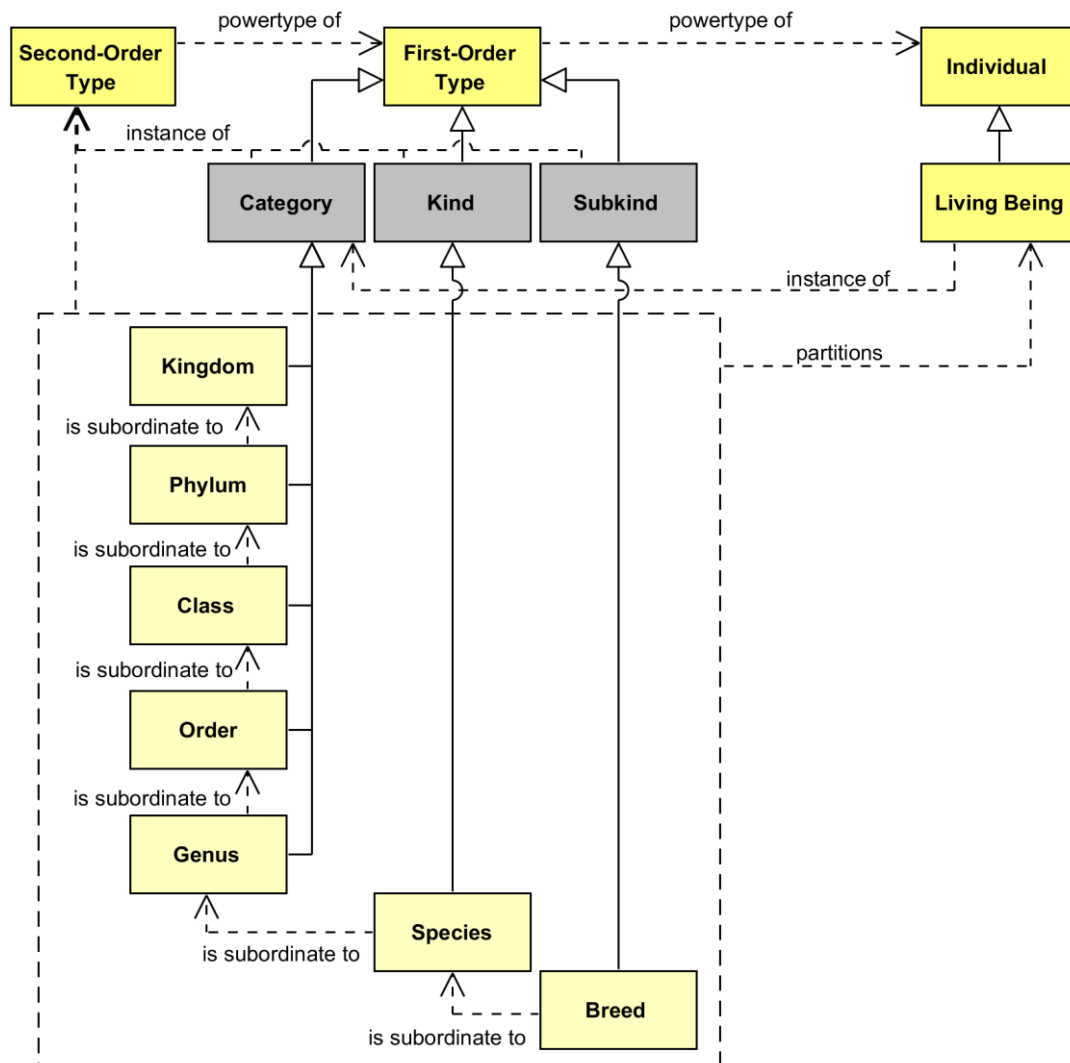 powertype of
powertype of
Second-Order
Type
First-Order
Type
Individual
instance of
Category
Kind
Subkind
Living Being
instance of
Kingdom
partitions
is subordinate to
Phylum
is subordinate to
Class
is subordinate to
Order
is subordinate to
Genus
Species
is subordinate to
Breed
is subordinate to